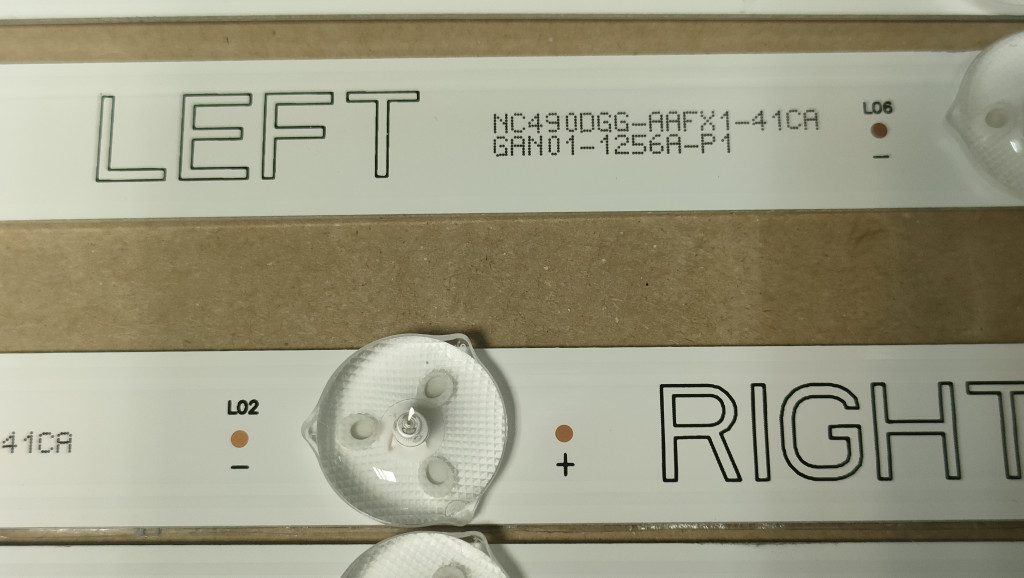 LEFT
NC490DGG-AAFX1-41CA
GAN01-1256A-P1
L06
−
41CA
L02
−
+
RIGHT